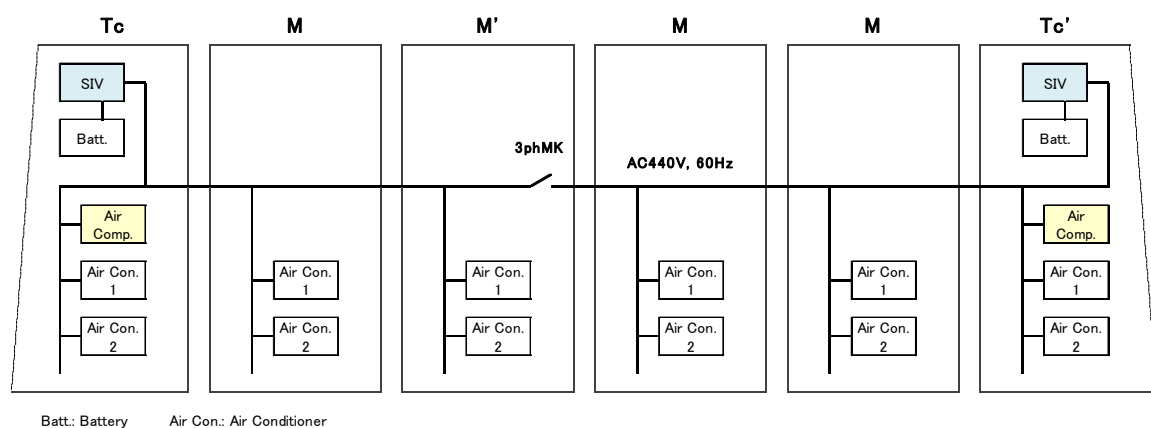 Tc
M
M'
M
M
Tc'
SIV
SIV
Batt.
Batt.
3phMK
AC440V, 60Hz
Air
Comp.
Air
Comp.
Air Con.
1
Air Con.
1
Air Con.
1
Air Con.
1
Air Con.
1
Air Con.
1
Air Con.
2
Air Con.
2
Air Con.
2
Air Con.
2
Air Con.
2
Air Con.
2
Batt.: Battery
Air Con.: Air Conditioner